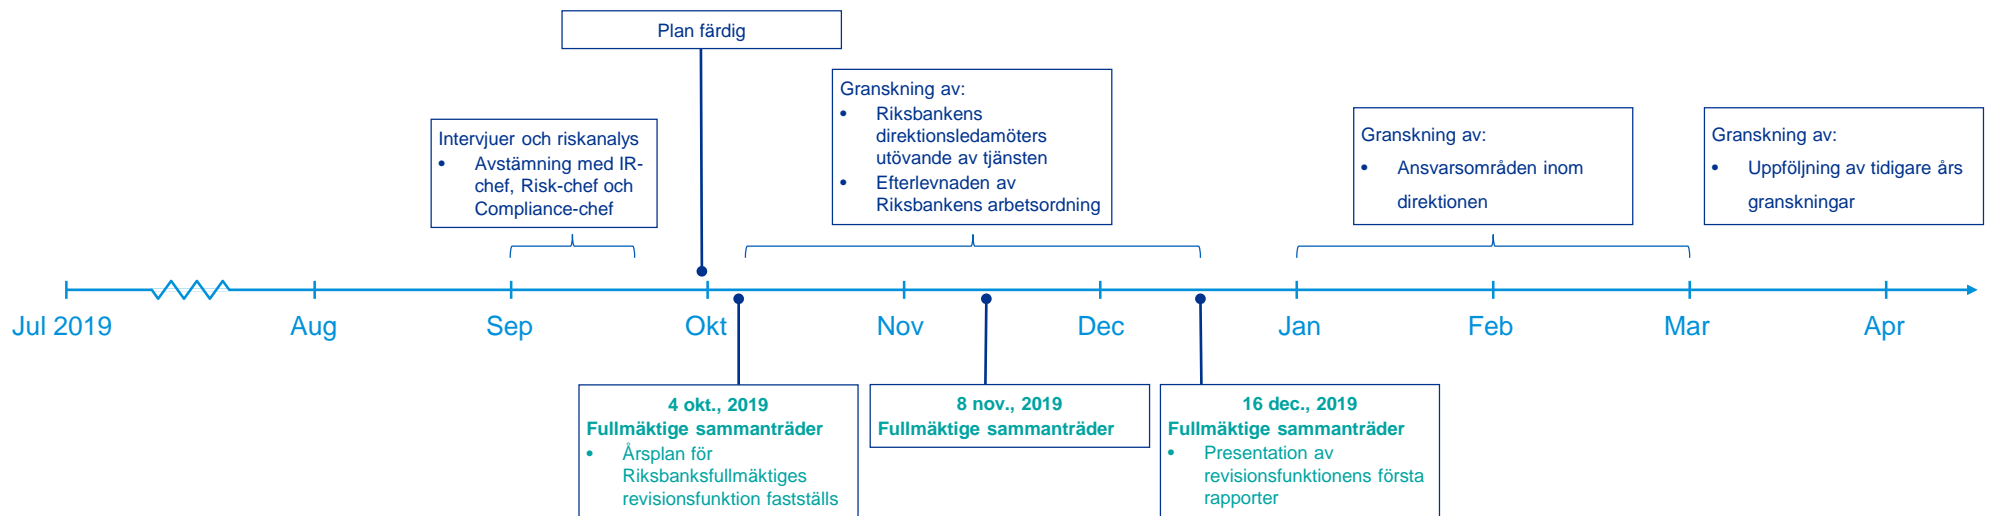 Plan färdig
Intervjuer och riskanalys
• Avstämning med IR-
chef, Risk-chef och
Compliance-chef
Granskning av:
• Riksbankens
direktionsledamöters
utövande av tjänsten
• Efterlevnaden av
Riksbankens arbetsordning
Granskning av:
• Ansvarsområden inom
direktionen
Granskning av:
• Uppföljning av tidigare års
granskningar
Jul 2019
Aug
Sep
Okt
Nov
Dec
Jan
Feb
Mar
Apr
4 okt., 2019
Fullmäktige sammanträder
• Årsplan för
Riksbanksfullmäktiges
revisionsfunktion fastställs
8 nov., 2019
Fullmäktige sammanträder
16 dec., 2019
Fullmäktige sammanträder
• Presentation av
revisionsfunktionens första
rapporter